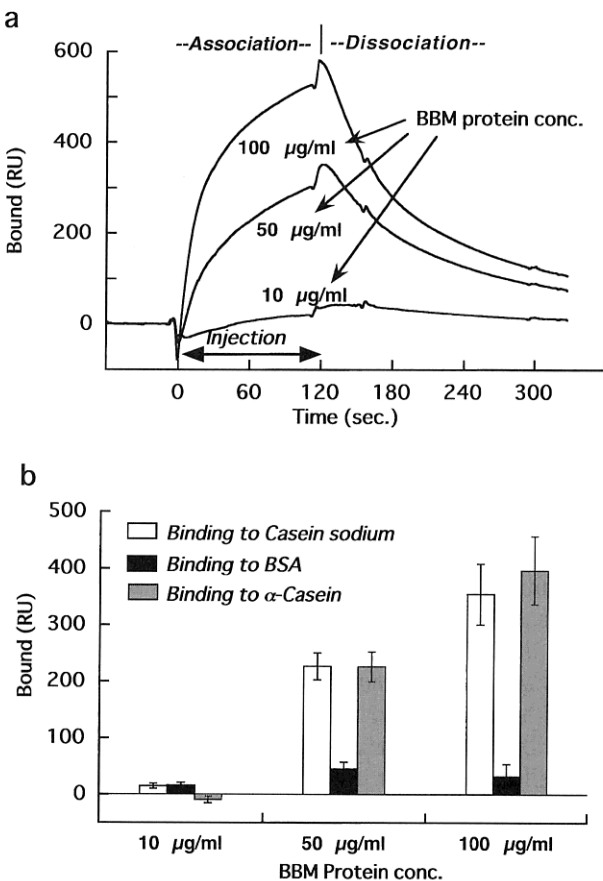 a
--Association-- --Dissociation--
600
400
200
0
Bound (RU)
BBM protein conc.
100 µg/ml
50 µg/ml
10 µg/ml
Injection
0 60 120 180 240 300
Time (sec.)
b
500
400
300
200
100
0
Bound (RU)
Binding to Casein sodium
Binding to BSA
Binding to α-Casein
10 µg/ml 50 µg/ml 100 µg/ml
BBM Protein conc.